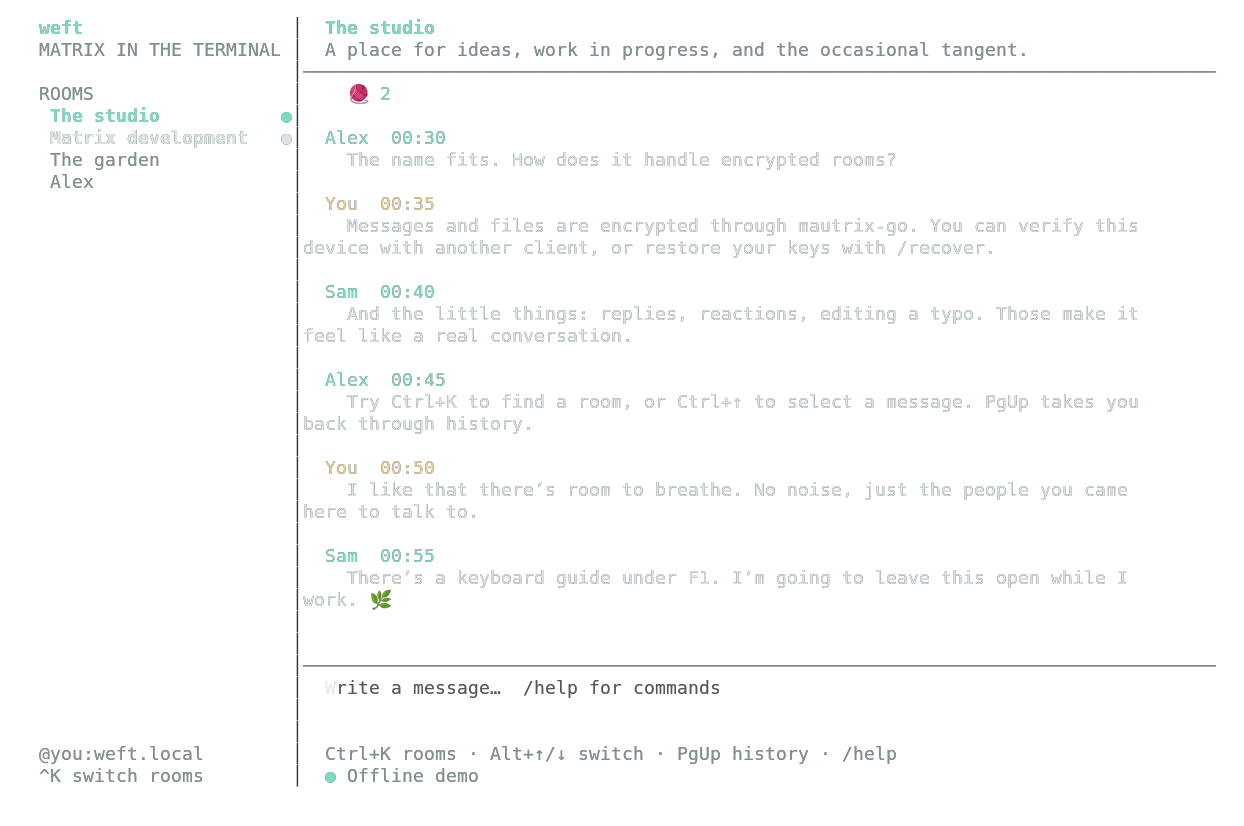 weft
MATRIX IN THE TERMINAL
ROOMS
The studio
Matrix development
The garden
Alex
@you:weft.local
^K switch rooms
The studio
A place for ideas, work in progress, and the occasional tangent.
🧶 2
Alex  00:30
The name fits. How does it handle encrypted rooms?
You  00:35
Messages and files are encrypted through mautrix-go. You can verify this
device with another client, or restore your keys with /recover.
Sam  00:40
And the little things: replies, reactions, editing a typo. Those make it
feel like a real conversation.
Alex  00:45
Try Ctrl+K to find a room, or Ctrl+↑ to select a message. PgUp takes you
back through history.
You  00:50
I like that there’s room to breathe. No noise, just the people you came
here to talk to.
Sam  00:55
There’s a keyboard guide under F1. I’m going to leave this open while I
work. 🌿
Write a message…  /help for commands
Ctrl+K rooms · Alt+↑/↓ switch · PgUp history · /help
● Offline demo